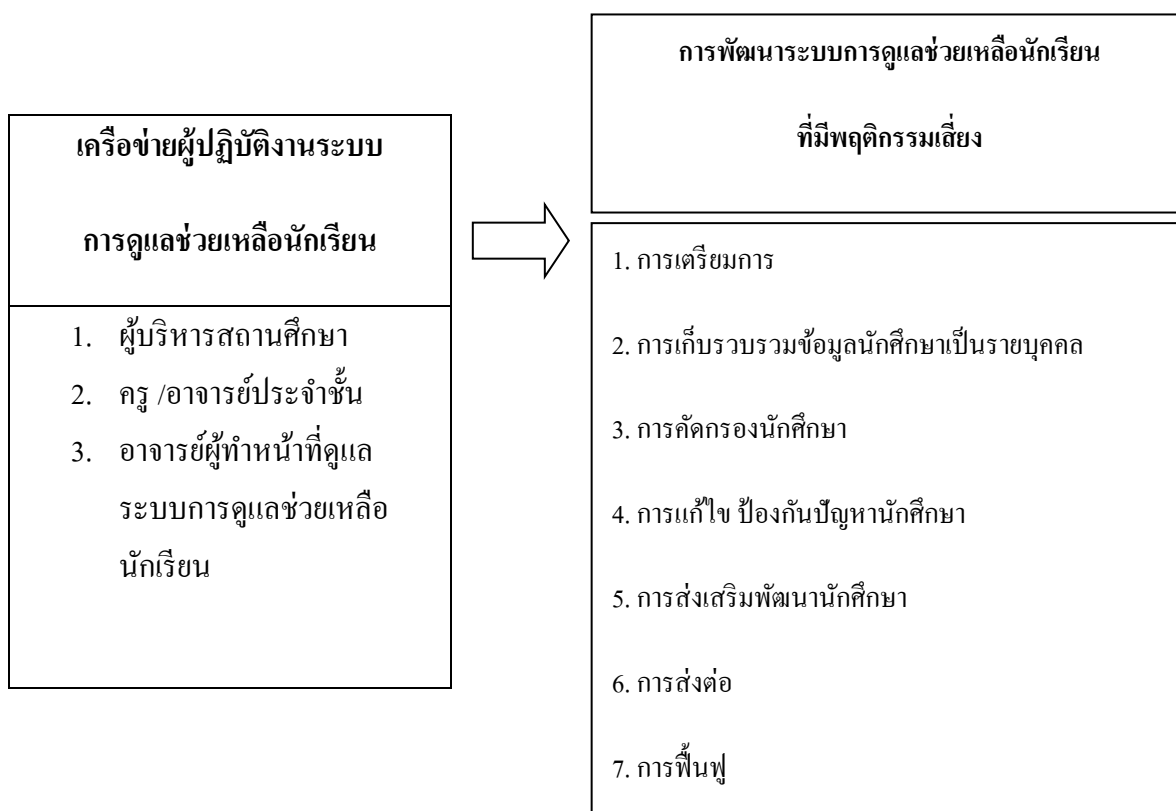 เครือข่ายผู้ปฏิบัติงานระบบ
การดูแลช่วยเหลือนักเรียน
1. ผู้บริหารสถานศึกษา
2. ครู /อาจารย์ประจำชั้น
3. อาจารย์ผู้ทำหน้าที่ดูแล
ระบบการดูแลช่วยเหลือ
นักเรียน
การพัฒนาระบบการดูแลช่วยเหลือนักเรียน
ที่มีพฤติกรรมเสี่ยง
1. การเตรียมการ
2. การเก็บรวบรวมข้อมูลนักศึกษาเป็นรายบุคคล
3. การคัดกรองนักศึกษา
4. การแก้ไข ป้องกันปัญหานักศึกษา
5. การส่งเสริมพัฒนานักศึกษา
6. การส่งต่อ
7. การฟื้นฟู